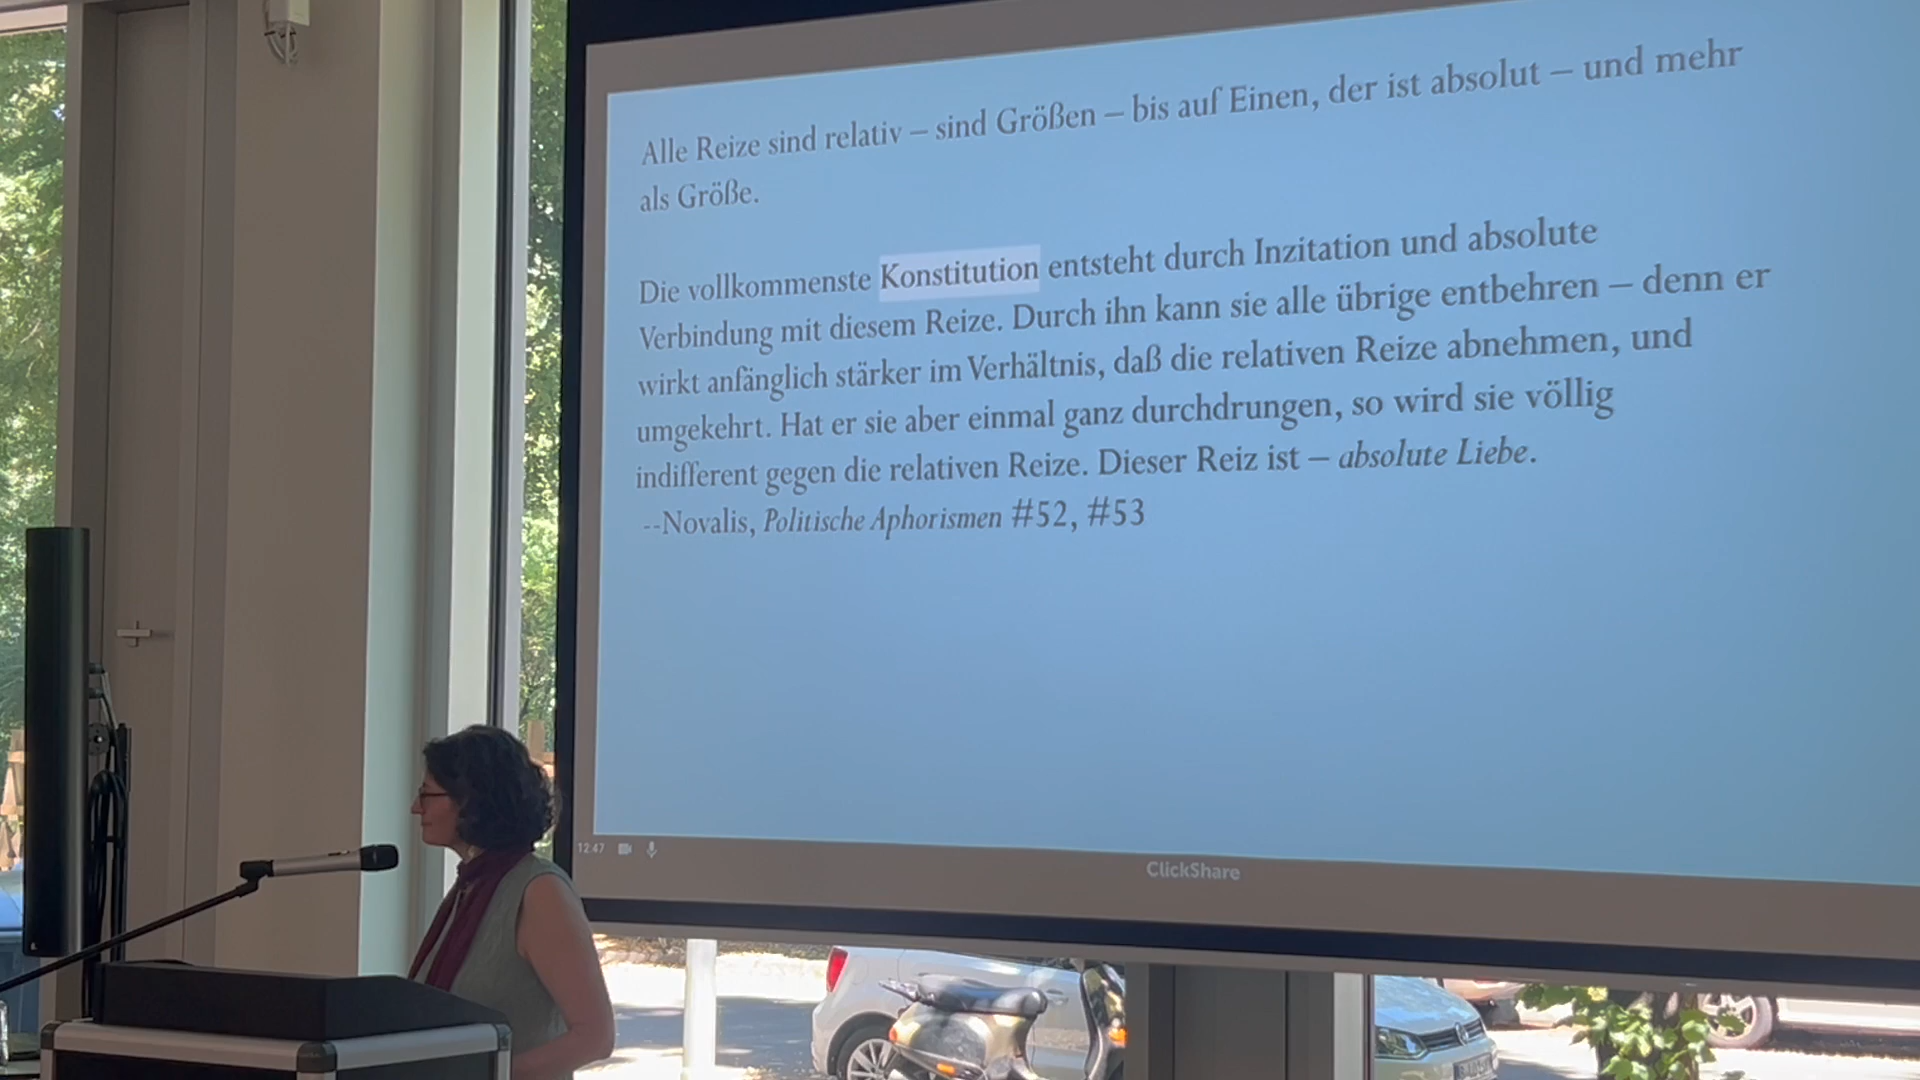 Alle Reize sind relativ – sind Größen – bis auf Einen, der ist absolut – und mehr
als Größe.
Die vollkommenste Konstitution entsteht durch Inzitation und absolute
Verbindung mit diesem Reize. Durch ihn kann sie alle übrige entbehren – denn er
wirkt anfänglich stärker im Verhältnis, daß die relativen Reize abnehmen, und
umgekehrt. Hat er sie aber einmal ganz durchdrungen, so wird sie völlig
indifferent gegen die relativen Reize. Dieser Reiz ist – absolute Liebe.
--Novalis, Politische Aphorismen #52, #53
12:47
ClickShare